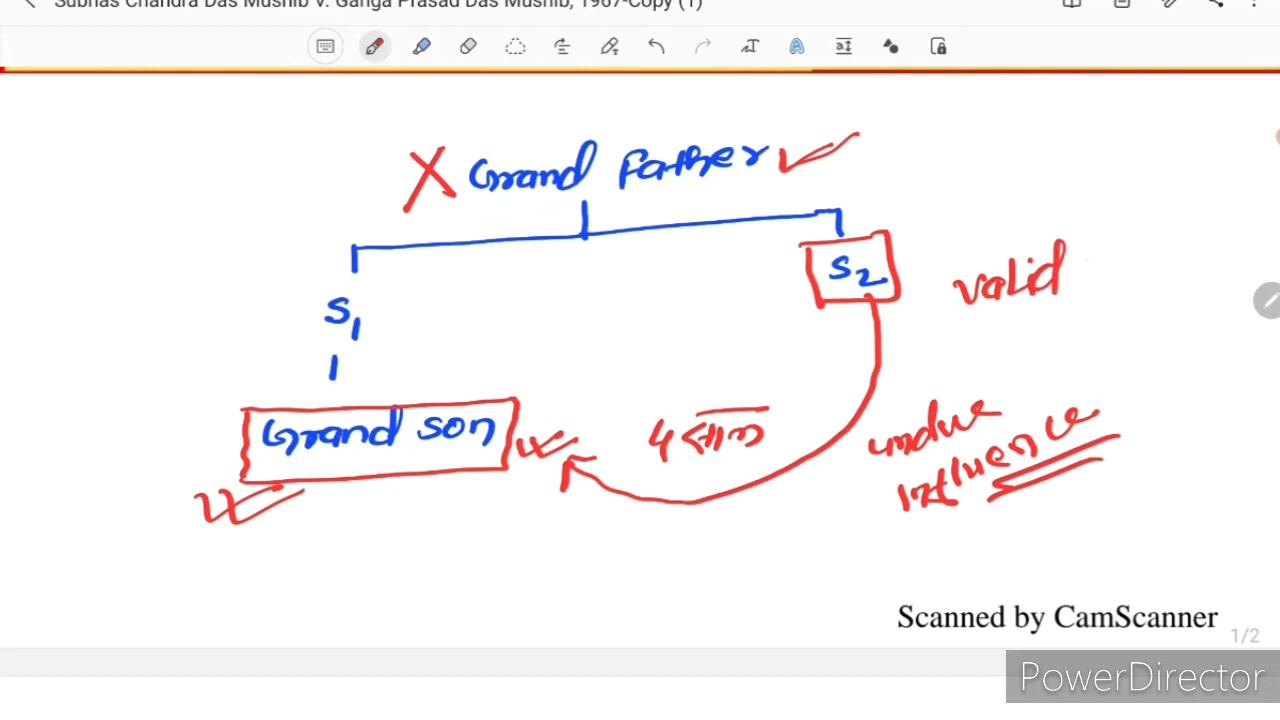 Subhas Chandra Das Mushib V. Ganga Prasad Das Mushib, 1967-Copy (1)
Grand Father
S1
S2
valid
Grand son
undue
influence
Scanned by CamScanner
1/2
PowerDirector